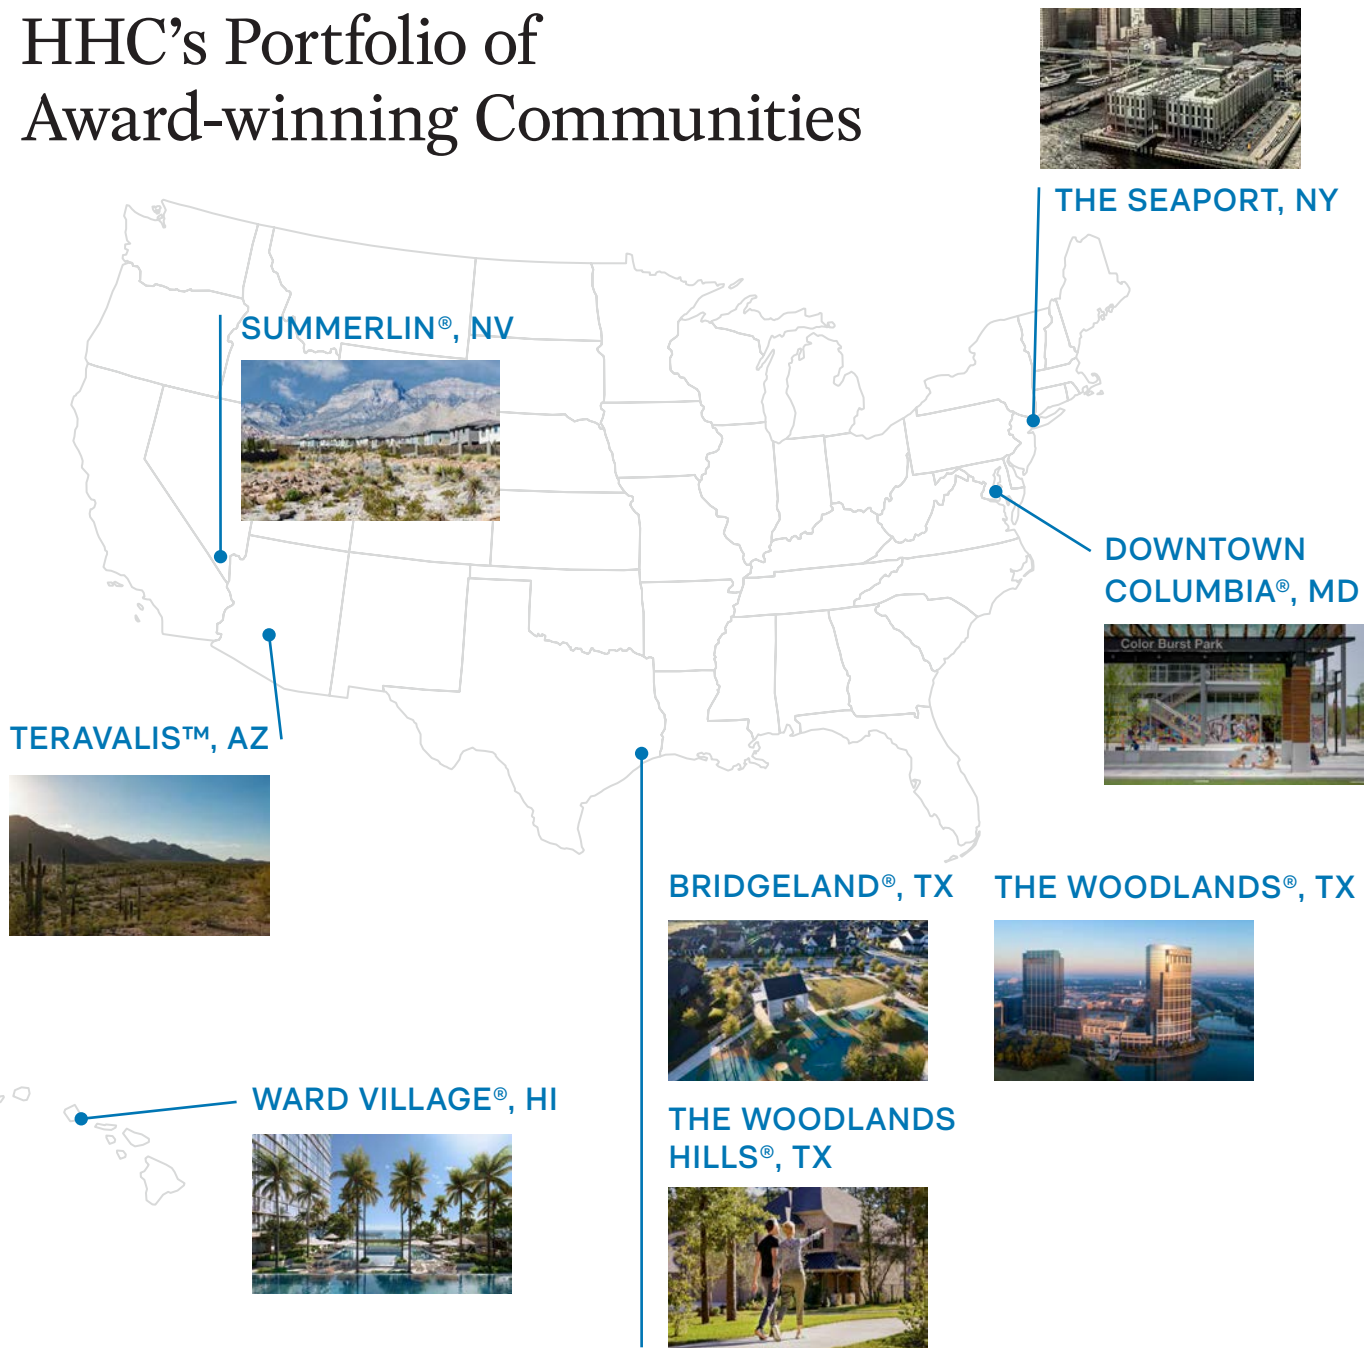 HHC’s Portfolio of
Award-winning Communities
THE SEAPORT, NY
SUMMERLIN®, NV
DOWNTOWN
COLUMBIA®, MD
Color Burst Park
TERAVALIS™, AZ
BRIDGELAND®, TX
THE WOODLANDS®, TX
WARD VILLAGE®, HI
THE WOODLANDS
HILLS®, TX